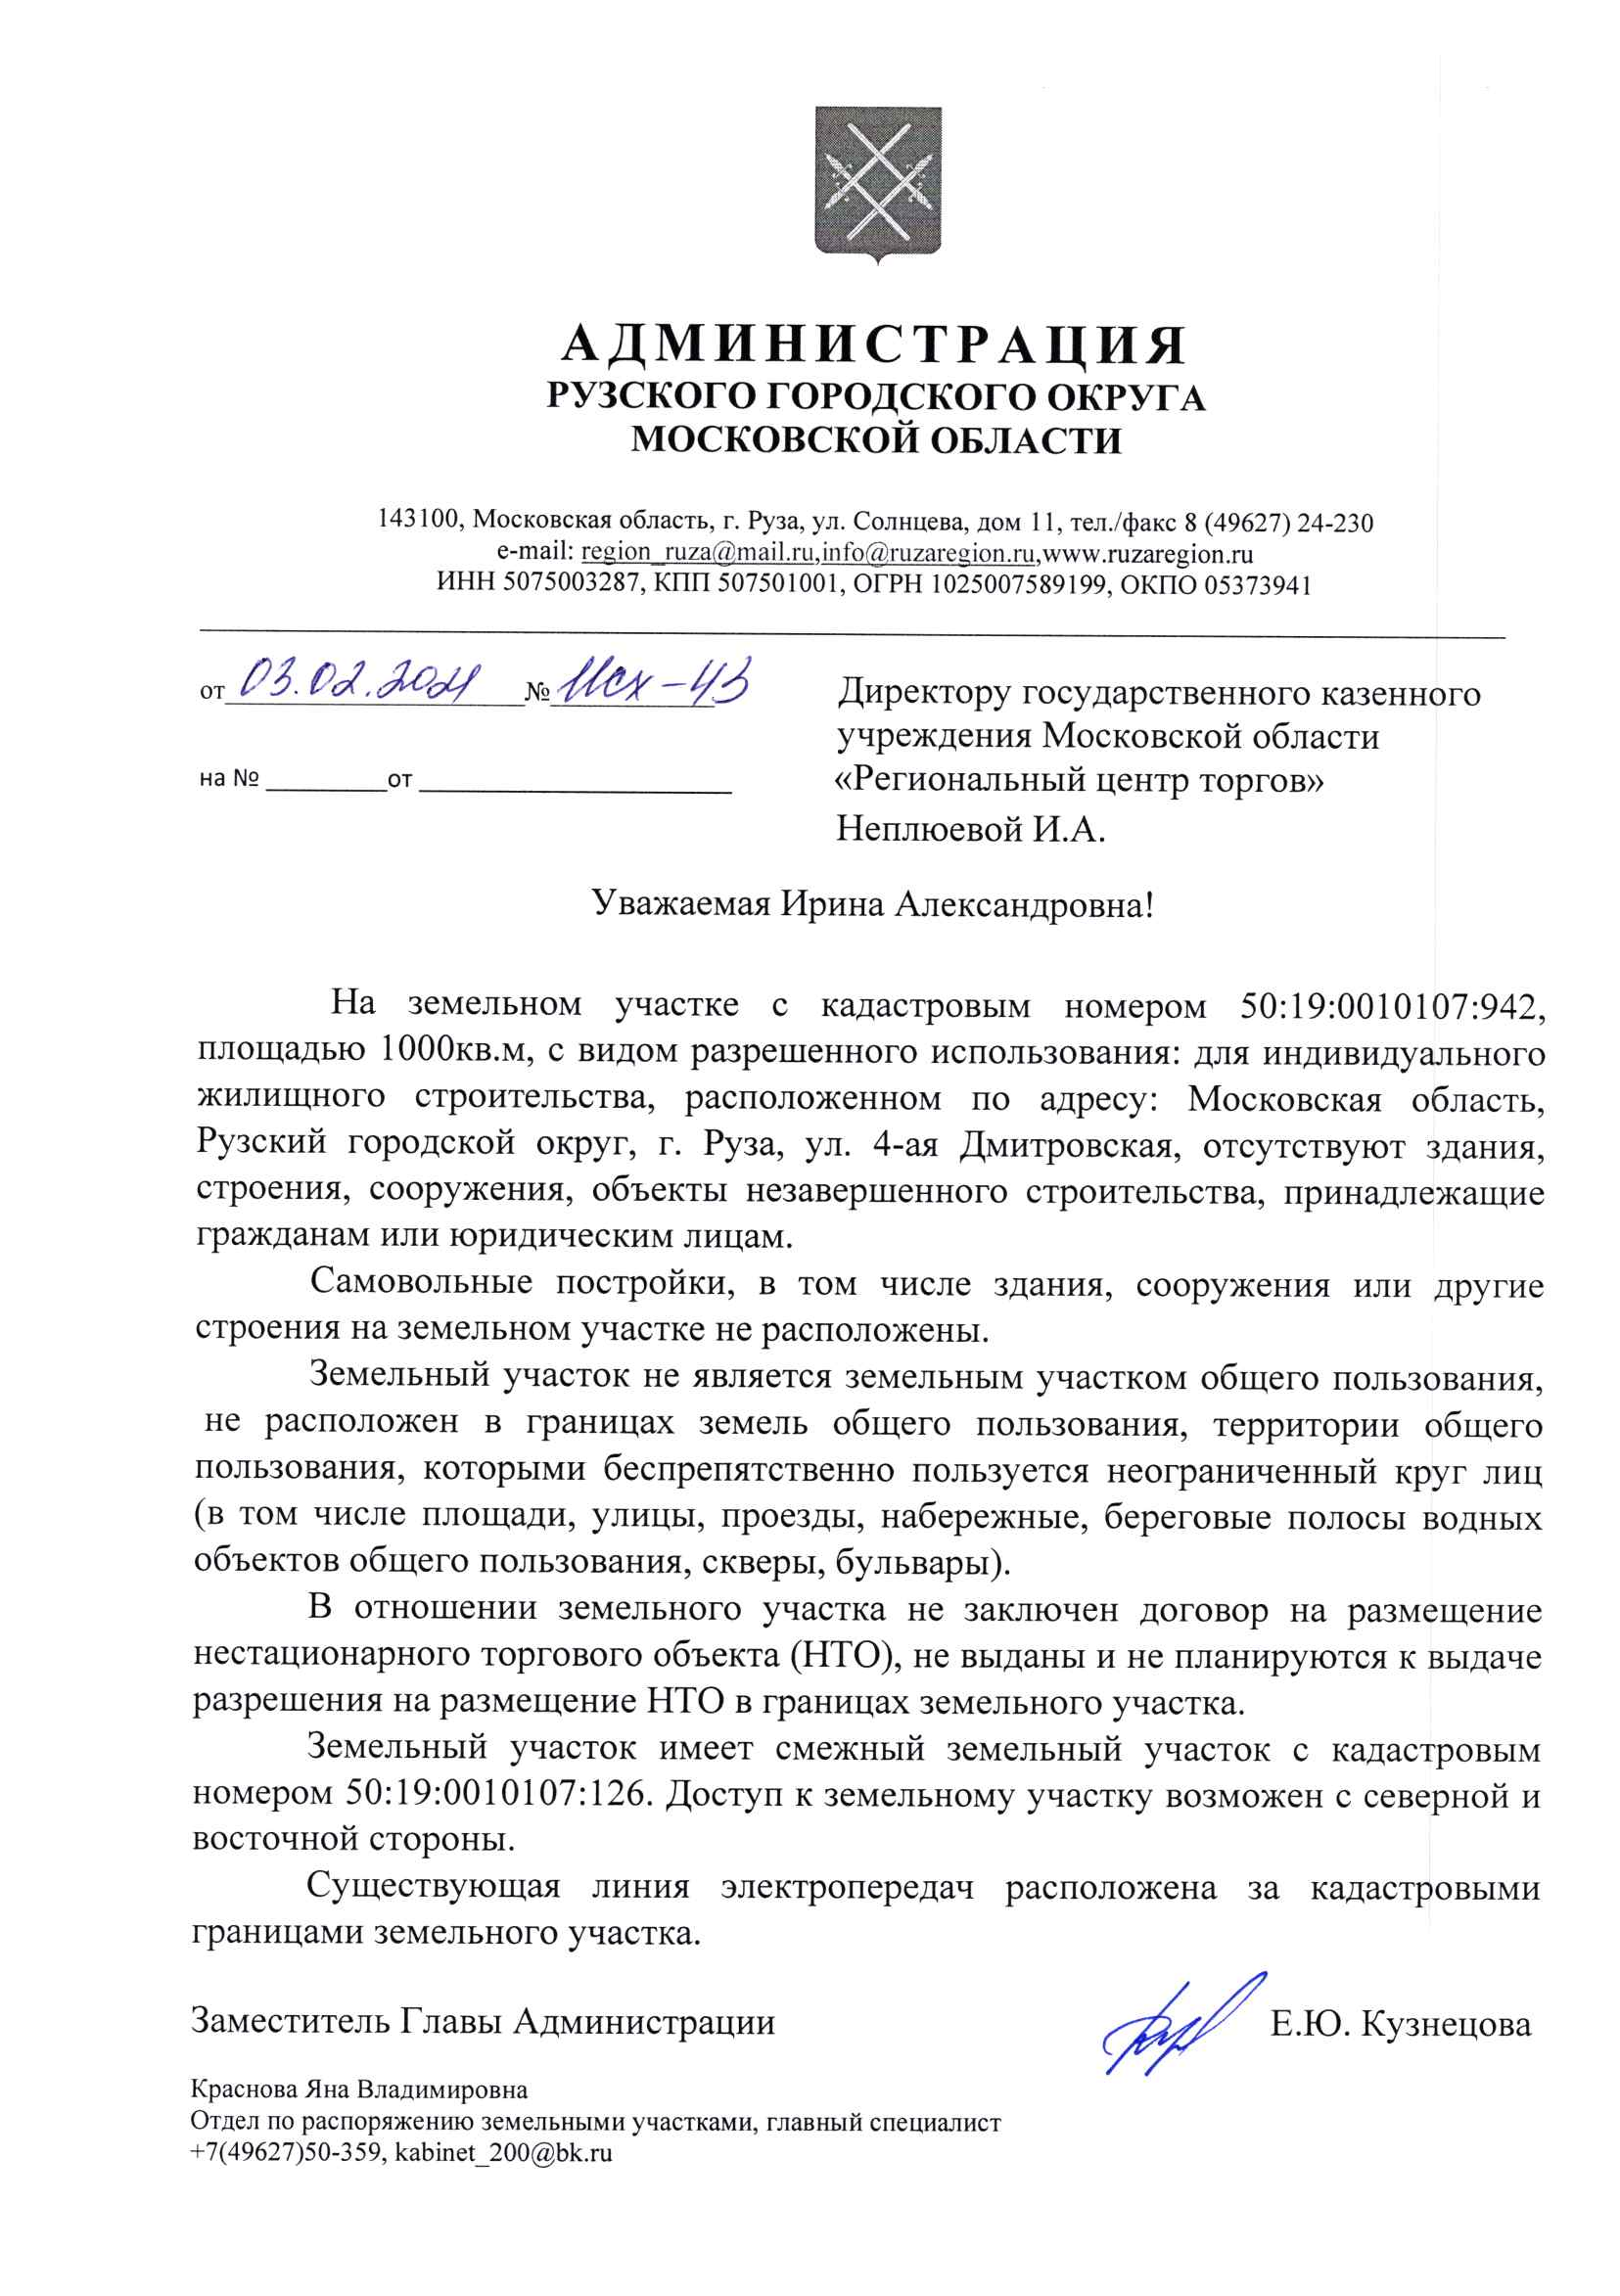 АДМИНИСТРАЦИЯ
РУЗСКОГО ГОРОДСКОГО ОКРУГА
МОСКОВСКОЙ ОБЛАСТИ
143100, Московская область, г. Руза, ул. Солнцева, дом 11, тел./факс 8 (49627) 24-230
e-mail: region_ruza@mail.ru,info@ruzaregion.ru,www.ruzaregion.ru
ИНН 5075003287, КПП 507501001, ОГРН 1025007589199, ОКПО 05373941
от 03.02.2021 № Исх-43
на № ________ от ________
Директору государственного казенного
учреждения Московской области
«Региональный центр торгов»
Неплюевой И.А.
Уважаемая Ирина Александровна!
На земельном участке с кадастровым номером 50:19:0010107:942,
площадью 1000кв.м, с видом разрешенного использования: для индивидуального
жилищного строительства, расположенном по адресу: Московская область,
Рузский городской округ, г. Руза, ул. 4-ая Дмитровская, отсутствуют здания,
строения, сооружения, объекты незавершенного строительства, принадлежащие
гражданам или юридическим лицам.
Самовольные постройки, в том числе здания, сооружения или другие
строения на земельном участке не расположены.
Земельный участок не является земельным участком общего пользования,
не расположен в границах земель общего пользования, территории общего
пользования, которыми беспрепятственно пользуется неограниченный круг лиц
(в том числе площади, улицы, проезды, набережные, береговые полосы водных
объектов общего пользования, скверы, бульвары).
В отношении земельного участка не заключен договор на размещение
нестационарного торгового объекта (НТО), не выданы и не планируются к выдаче
разрешения на размещение НТО в границах земельного участка.
Земельный участок имеет смежный земельный участок с кадастровым
номером 50:19:0010107:126. Доступ к земельному участку возможен с северной и
восточной стороны.
Существующая линия электропередач расположена за кадастровыми
границами земельного участка.
Заместитель Главы Администрации Е.Ю. Кузнецова
Краснова Яна Владимировна
Отдел по распоряжению земельными участками, главный специалист
+7(49627)50-359, kabinet_200@bk.ru